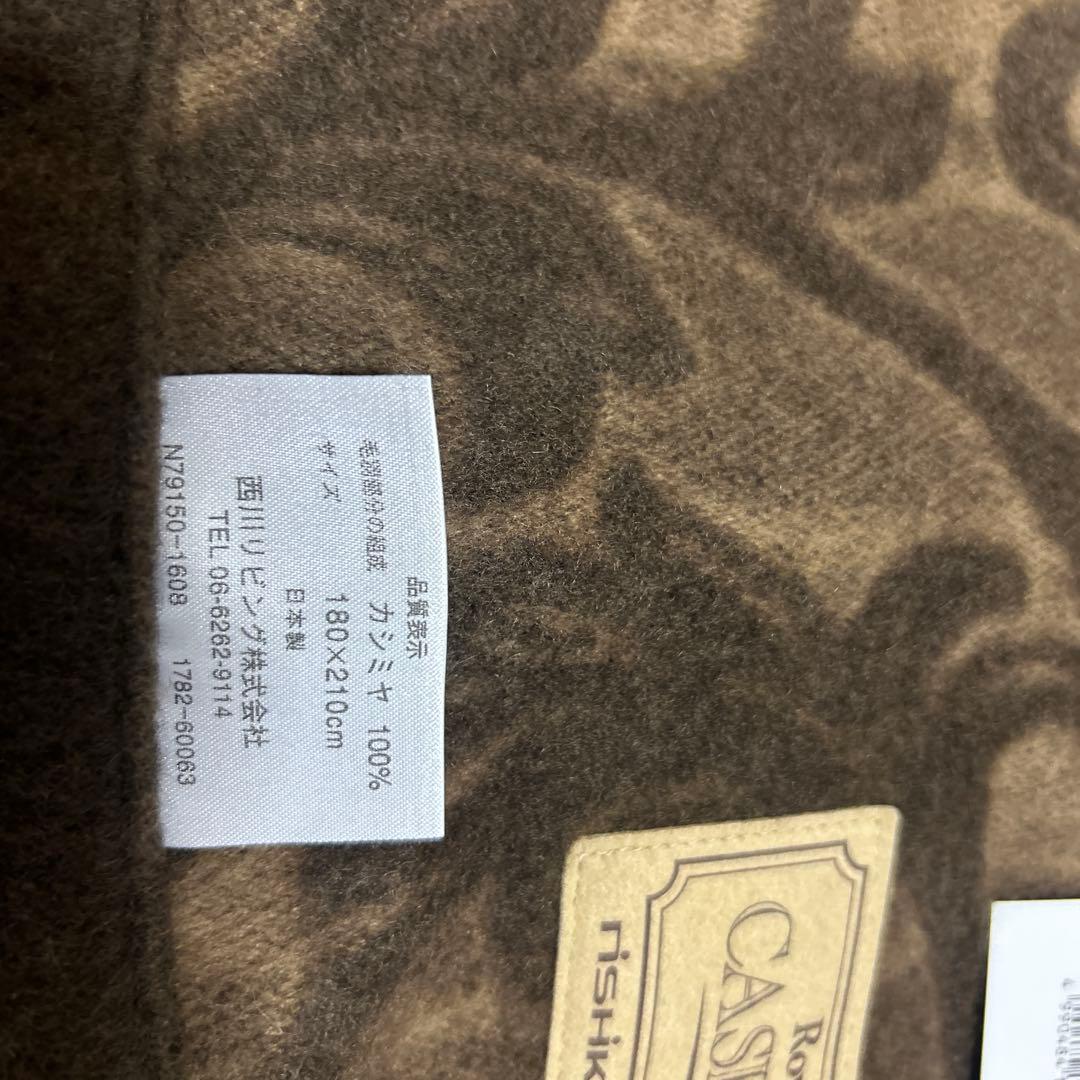 品質表示
毛羽部分の組成 カシミヤ 100%
サイズ 180×210cm
日本製
西川リビング株式会社
TEL 06-6262-9114
N79150-1608 1782-60063